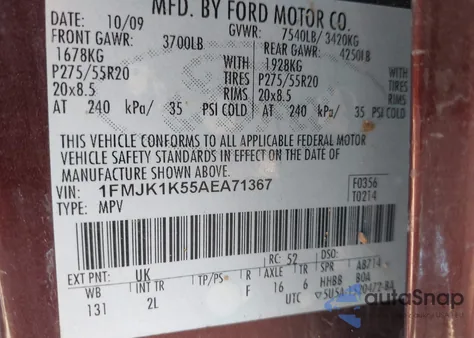 MFD. BY FORD MOTOR CO.
DATE: 10/09 GVWR: 7540LB/ 3420KG
FRONT GAWR: 3700LB REAR GAWR: 4250LB
1678KG WITH 1928KG WITH
P275/55R20 TIRES P275/55R20 TIRES
20x8.5 RIMS 20x8.5 RIMS
AT 240 kPa/ 35 PSI COLD AT 240 kPa/ 35 PSI COLD
THIS VEHICLE CONFORMS TO ALL APPLICABLE FEDERAL MOTOR
VEHICLE SAFETY STANDARDS IN EFFECT ON THE DATE OF
MANUFACTURE SHOWN ABOVE.
VIN: 1FMJK1K55AEA71367 F0356
TYPE: MPV T0214
EXT PNT: UK RC: 52 DSO:
WB INT TR TP/PS R AXLE TR SPR AB714
131 2L F 16 6 HHBB BOA
UTC
autoSnap